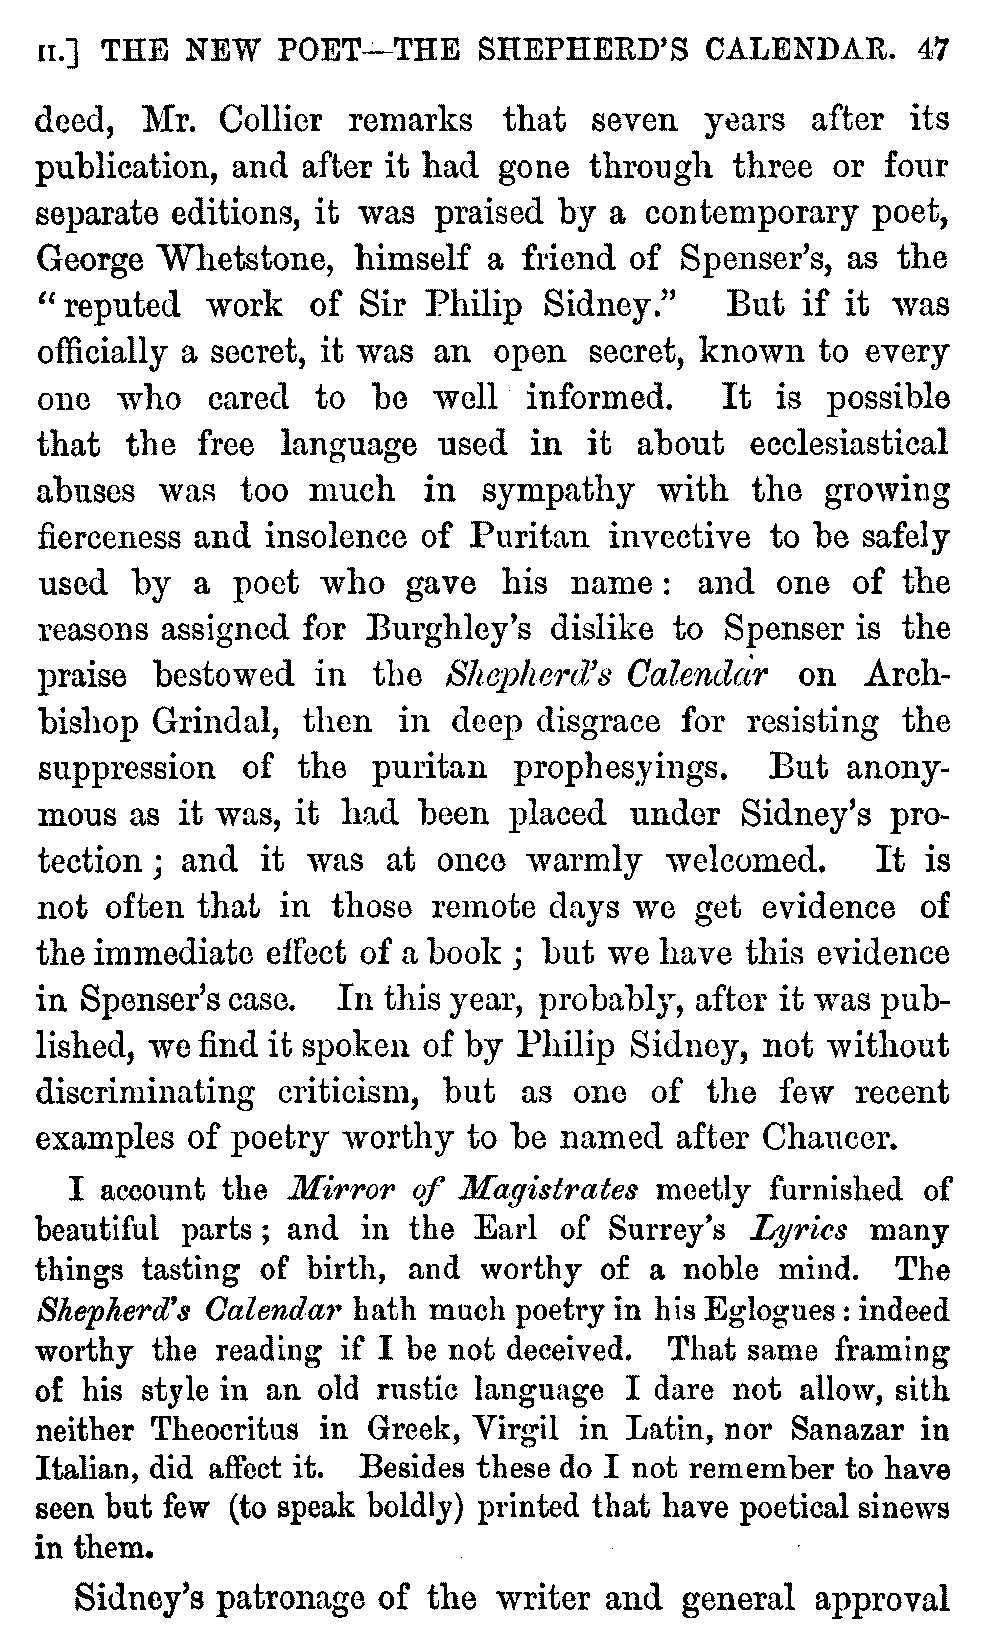 II.] THE NEW POET—THE SHEPHERD'S CALENDAR. 47
deed, Mr. Collier remarks that seven years after its
publication, and after it had gone through three or four
separate editions, it was praised by a contemporary poet,
George Whetstone, himself a friend of Spenser's, as the
"reputed work of Sir Philip Sidney." But if it was
officially a secret, it was an open secret, known to every
one who cared to be well informed. It is possible
that the free language used in it about ecclesiastical
abuses was too much in sympathy with the growing
fierceness and insolence of Puritan invective to be safely
used by a poet who gave his name: and one of the
reasons assigned for Burghley's dislike to Spenser is the
praise bestowed in the Shepherd's Calendar on Arch-
bishop Grindal, then in deep disgrace for resisting the
suppression of the puritan prophesyings. But anony-
mous as it was, it had been placed under Sidney's pro-
tection; and it was at once warmly welcomed. It is
not often that in those remote days we get evidence of
the immediate effect of a book; but we have this evidence
in Spenser's case. In this year, probably, after it was pub-
lished, we find it spoken of by Philip Sidney, not without
discriminating criticism, but as one of the few recent
examples of poetry worthy to be named after Chaucer.
I account the Mirror of Magistrates meetly furnished of
beautiful parts; and in the Earl of Surrey's Lyrics many
things tasting of birth, and worthy of a noble mind. The
Shepherd's Calendar hath much poetry in his Eglogues: indeed
worthy the reading if I be not deceived. That same framing
of his style in an old rustic language I dare not allow, sith
neither Theocritus in Greek, Virgil in Latin, nor Sanazar in
Italian, did affect it. Besides these do I not remember to have
seen but few (to speak boldly) printed that have poetical sinews
in them.
Sidney's patronage of the writer and general approval